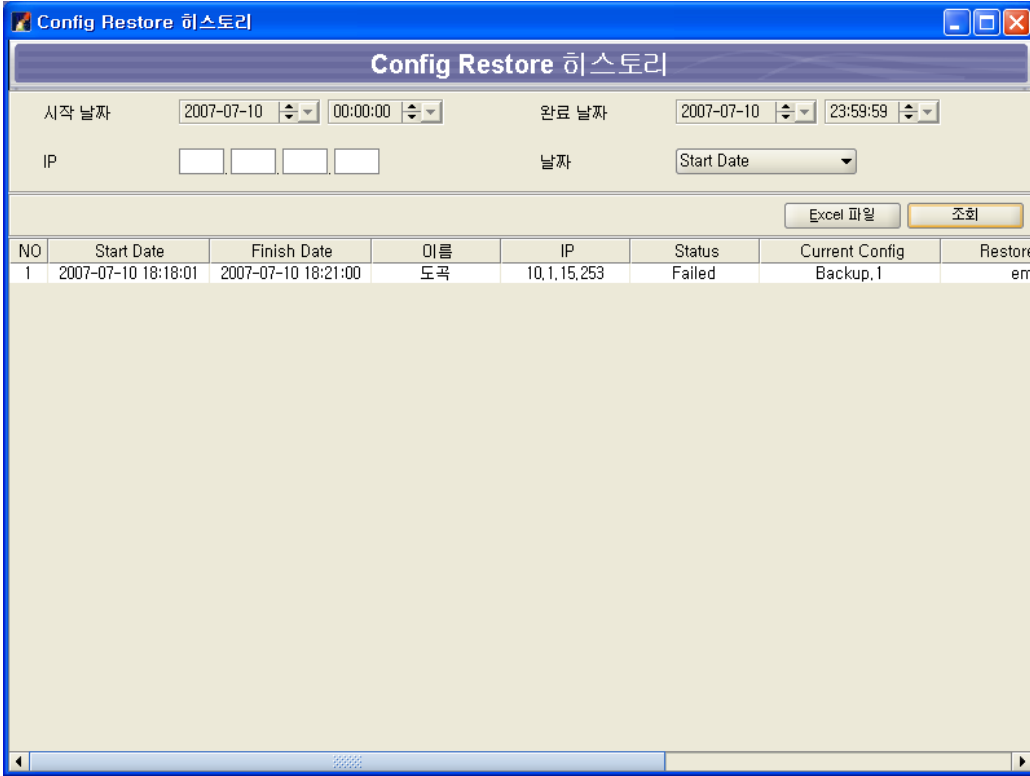 Config Restore 히스토리
Config Restore 히스토리
시작 날짜 2007-07-10 00:00:00 완료 날짜 2007-07-10 23:59:59
IP . . . 날짜 Start Date
Excel 파일 조회
NO Start Date Finish Date 이름 IP Status Current Config Restore
1 2007-07-10 18:18:01 2007-07-10 18:21:00 도곡 10,1,15,253 Failed Backup,1 em